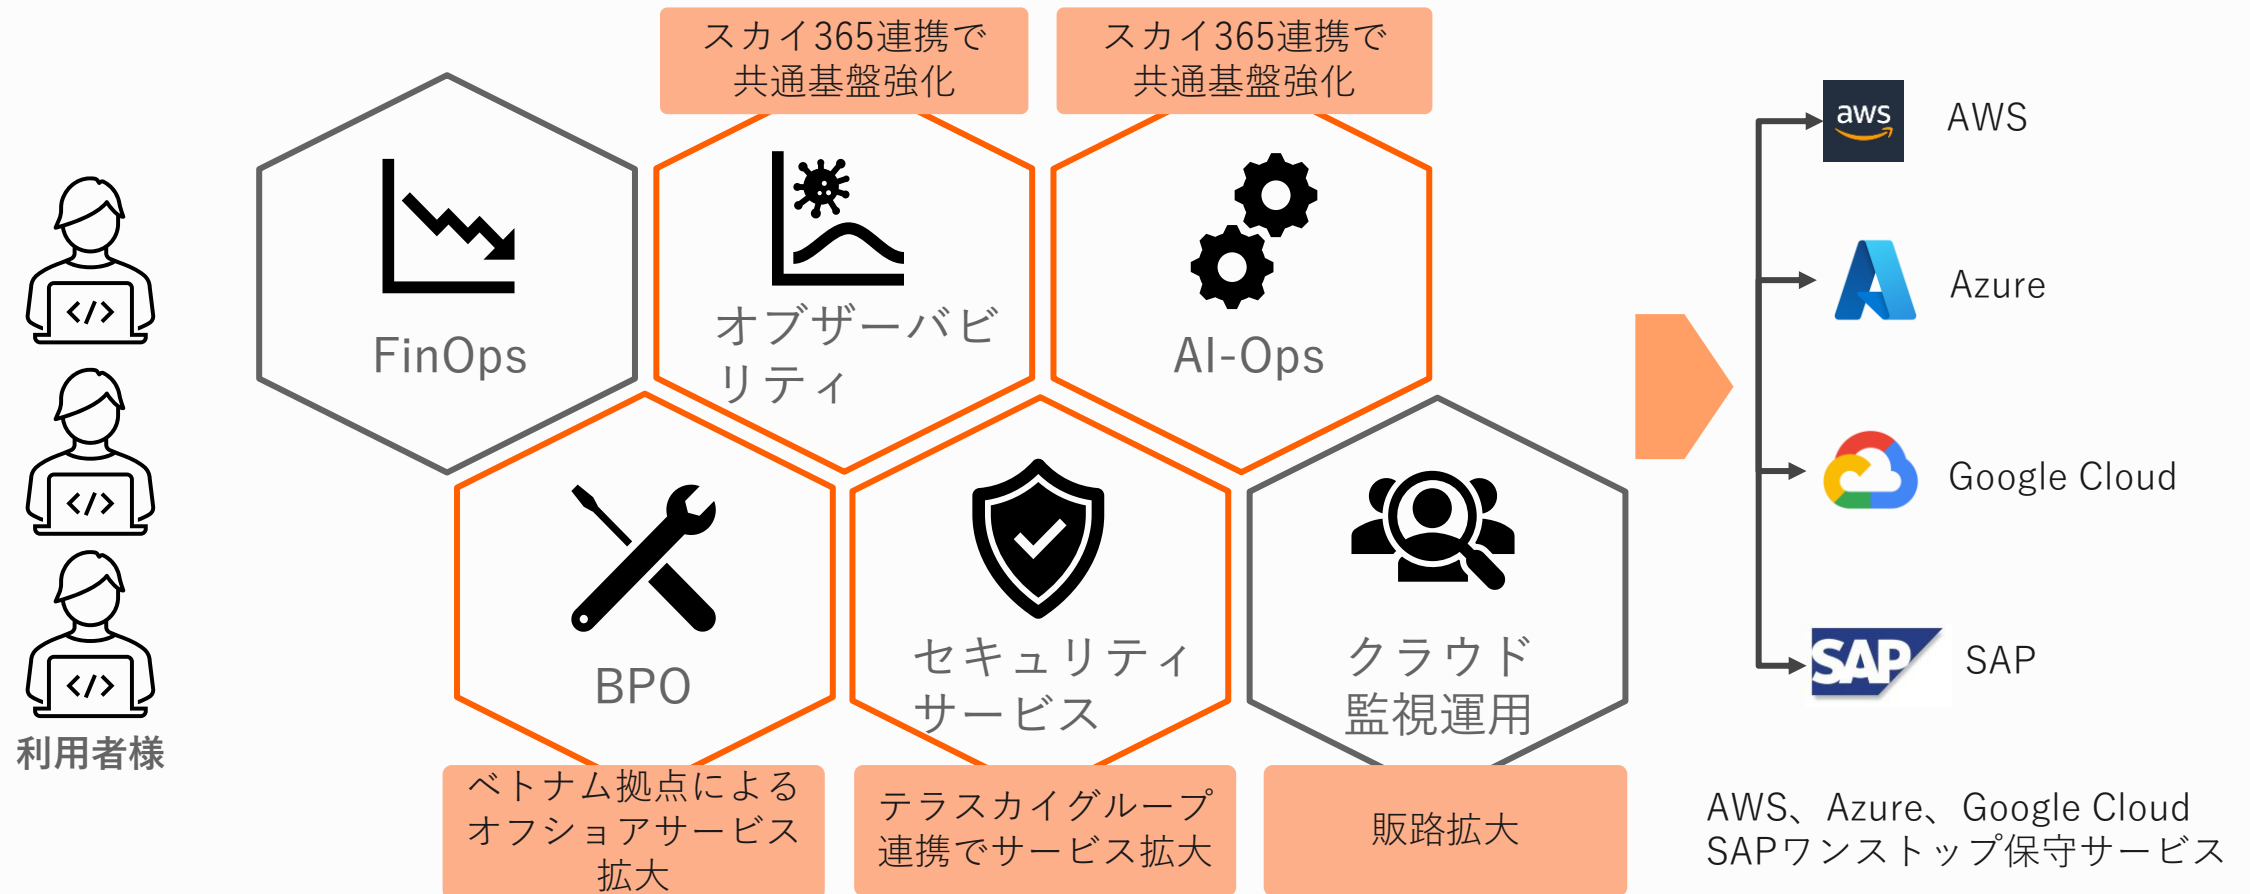 スカイ365連携で
共通基盤強化
スカイ365連携で
共通基盤強化
FinOps
オブザーバビ
リティ
AI-Ops
BPO
セキュリティ
サービス
クラウド
監視運用
利用者様
ベトナム拠点による
オフショアサービス
拡大
テラスカイグループ
連携でサービス拡大
販路拡大
aws
AWS
Azure
Google Cloud
SAP
SAP
AWS、Azure、Google Cloud
SAPワンストップ保守サービス